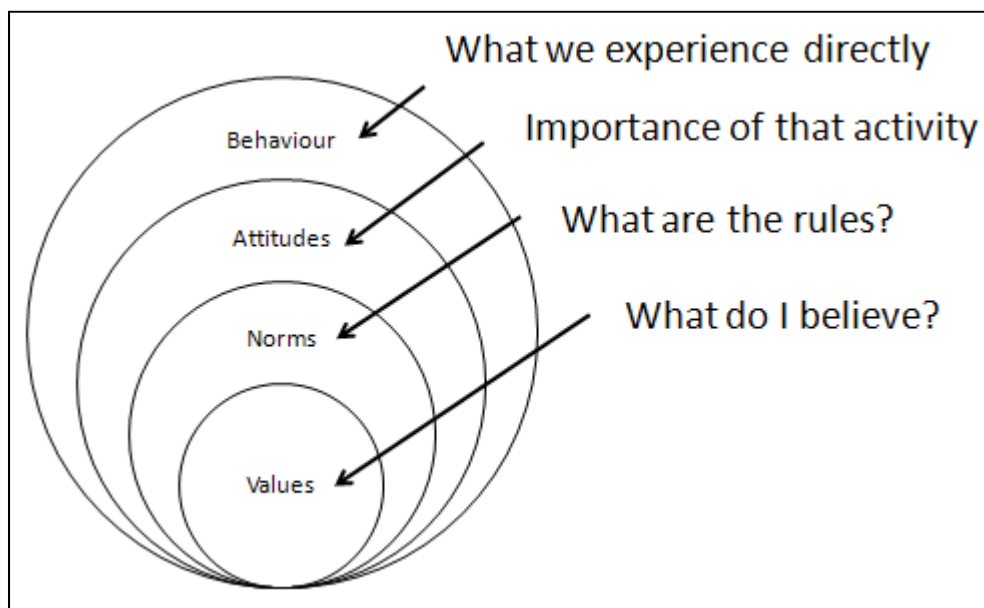 What we experience directly
Behaviour
Importance of that activity
Attitudes
What are the rules?
Norms
What do I believe?
Values